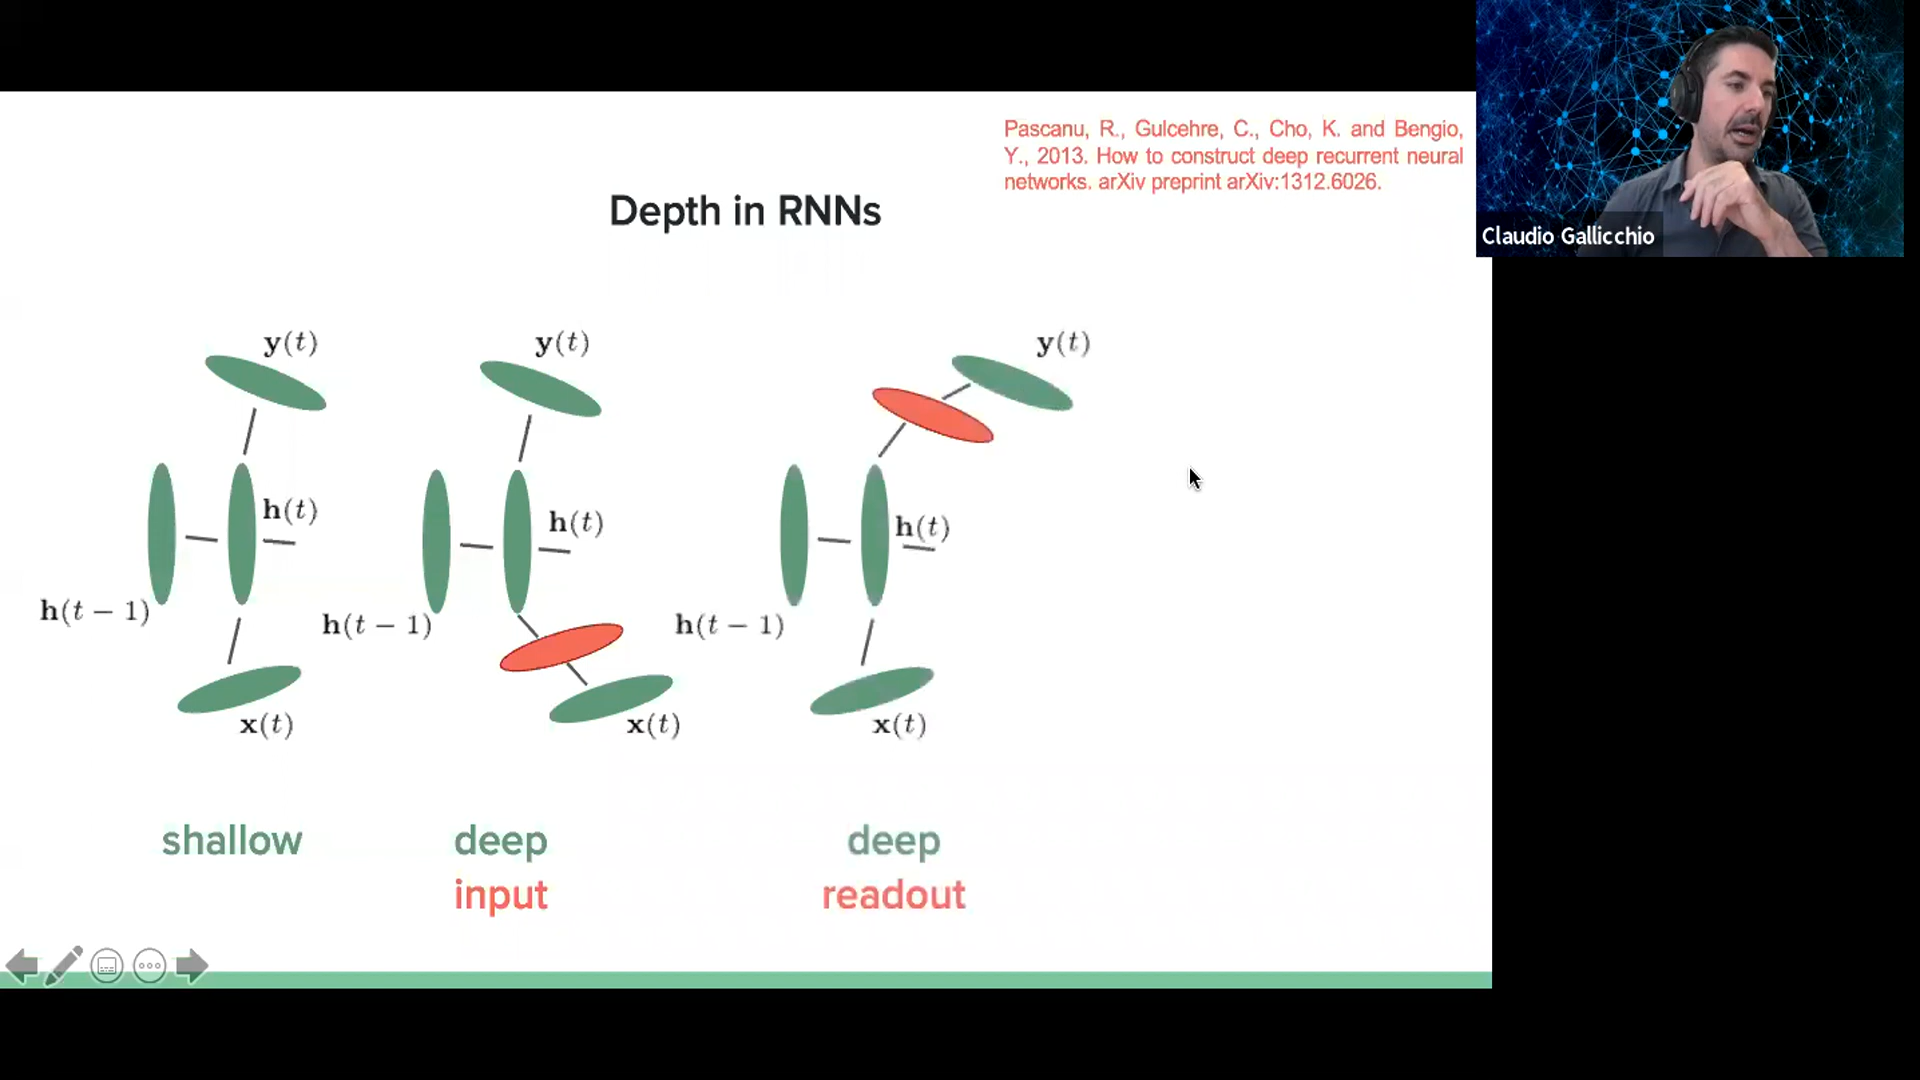 Pascanu, R., Gulcehre, C., Cho, K. and Bengio,
Y., 2013. How to construct deep recurrent neural
networks. arXiv preprint arXiv:1312.6026.
Depth in RNNs
Claudio Gallicchio
y(t)
y(t)
y(t)
h(t)
h(t)
h(t)
h(t − 1)
h(t − 1)
h(t − 1)
x(t)
x(t)
x(t)
shallow
deep
input
deep
readout